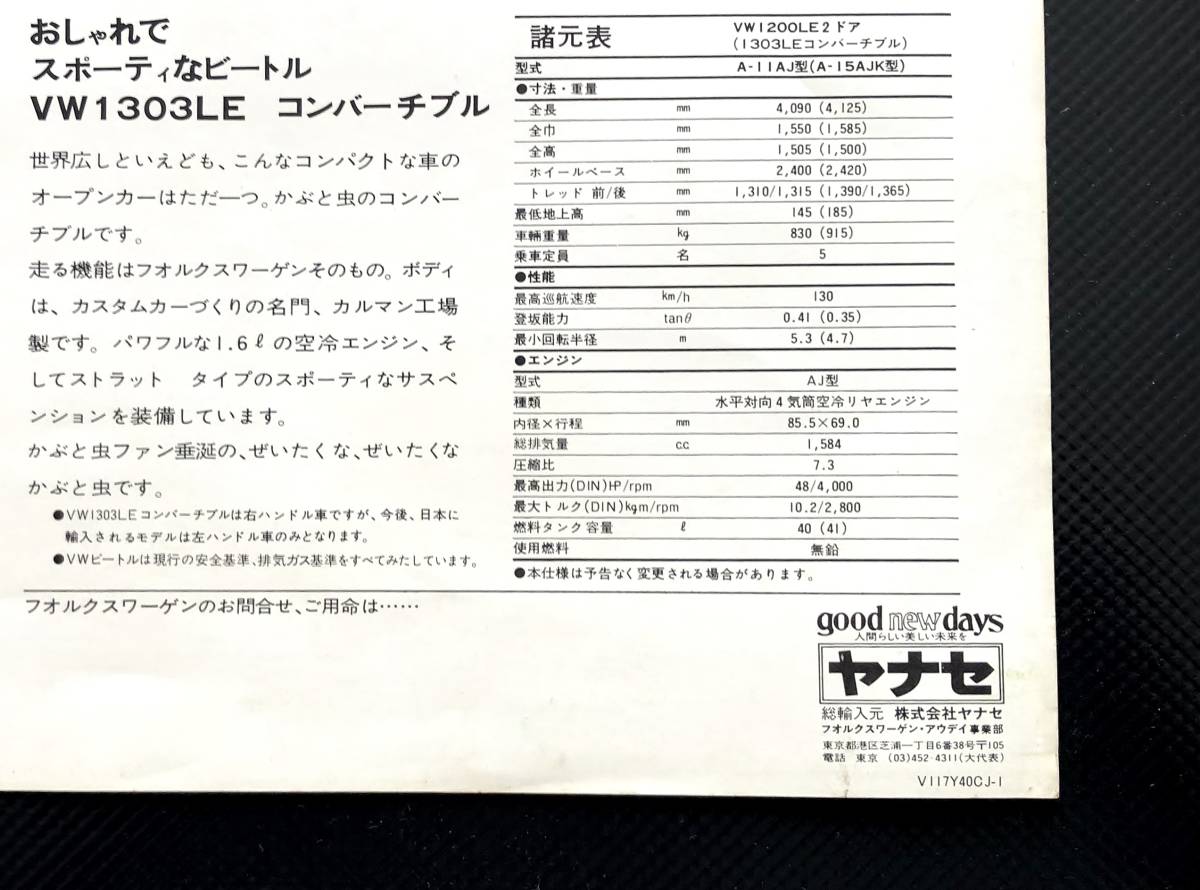 おしゃれで
スポーティなビートル
VW1303LE コンバーチブル
世界広しといえども、こんなコンパクトな車の
オープンカーはただ一つ。かぶと虫のコンバー
チブルです。
走る機能はフオルクスワーゲンそのもの。ボディ
は、カスタムカーづくりの名門、カルマン工場
製です。パワフルな1.6ℓの空冷エンジン、そ
してストラット タイプのスポーティなサスペ
ンションを装備しています。
かぶと虫ファン垂涎の、ぜいたくな、ぜいたくな
かぶと虫です。
●VW1303LEコンバーチブルは右ハンドル車ですが、今後、日本に
輸入されるモデルは左ハンドル車のみとなります。
●VWビートルは現行の安全基準、排気ガス基準をすべてみたしています。
諸元表 VW1200LE2ドア
(1303LEコンバーチブル)
型式 A-11AJ型(A-15AJK型)
●寸法・重量
全長 mm 4,090 (4,125)
全巾 mm 1,550 (1,585)
全高 mm 1,505 (1,500)
ホイールベース mm 2,400 (2,420)
トレッド 前/後 mm 1,310/1,315 (1,390/1,365)
最低地上高 mm 145 (185)
車輛重量 kg 830 (915)
乗車定員 名 5
●性能
最高巡航速度 km/h 130
登坂能力 tanθ 0.41 (0.35)
最小回転半径 m 5.3 (4.7)
●エンジン
型式 AJ型
種類 水平対向4気筒空冷リヤエンジン
内径×行程 mm 85.5×69.0
総排気量 cc 1,584
圧縮比 7.3
最高出力(DIN)HP/rpm 48/4,000
最大トルク(DIN)kgm/rpm 10.2/2,800
燃料タンク容量 ℓ 40 (41)
使用燃料 無鉛
●本仕様は予告なく変更される場合があります。
フオルクスワーゲンのお問合せ、ご用命は……
good new days
人間らしい美しい未来を
ヤナセ
総輸入元 株式会社ヤナセ
フオルクスワーゲン・アウデイ事業部
東京都港区芝浦一丁目6番38号〒105
電話 東京 (03)452-4311(大代表)
V117Y40CJ-1